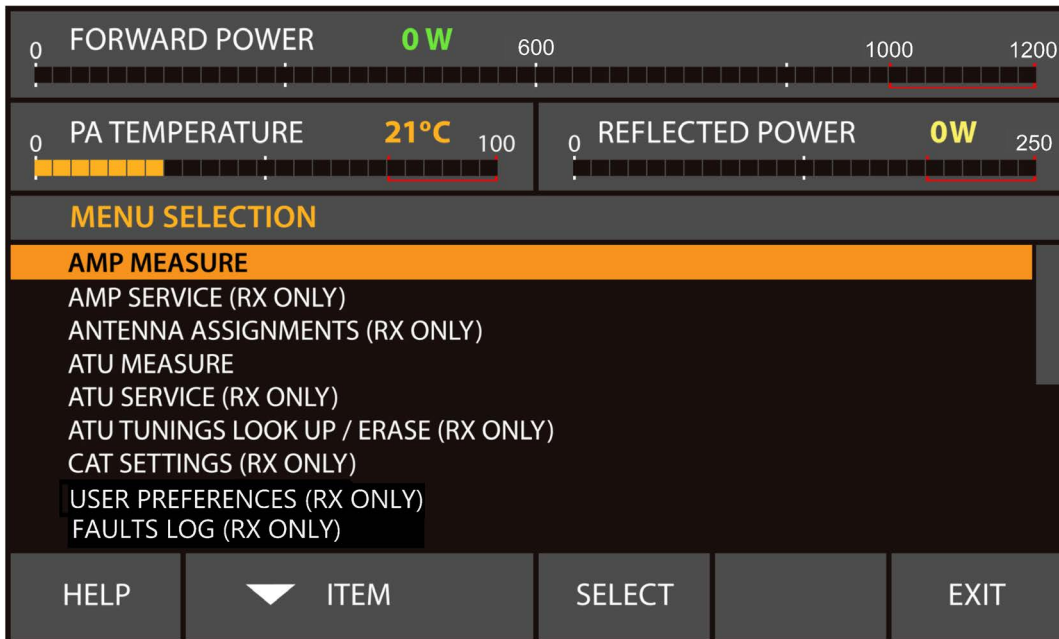 0 FORWARD POWER 0 W 600 1000 1200
0 PA TEMPERATURE 21°C 100
0 REFLECTED POWER 0W 250
MENU SELECTION
AMP MEASURE
AMP SERVICE (RX ONLY)
ANTENNA ASSIGNMENTS (RX ONLY)
ATU MEASURE
ATU SERVICE (RX ONLY)
ATU TUNINGS LOOK UP / ERASE (RX ONLY)
CAT SETTINGS (RX ONLY)
USER PREFERENCES (RX ONLY)
FAULTS LOG (RX ONLY)
HELP ITEM SELECT EXIT